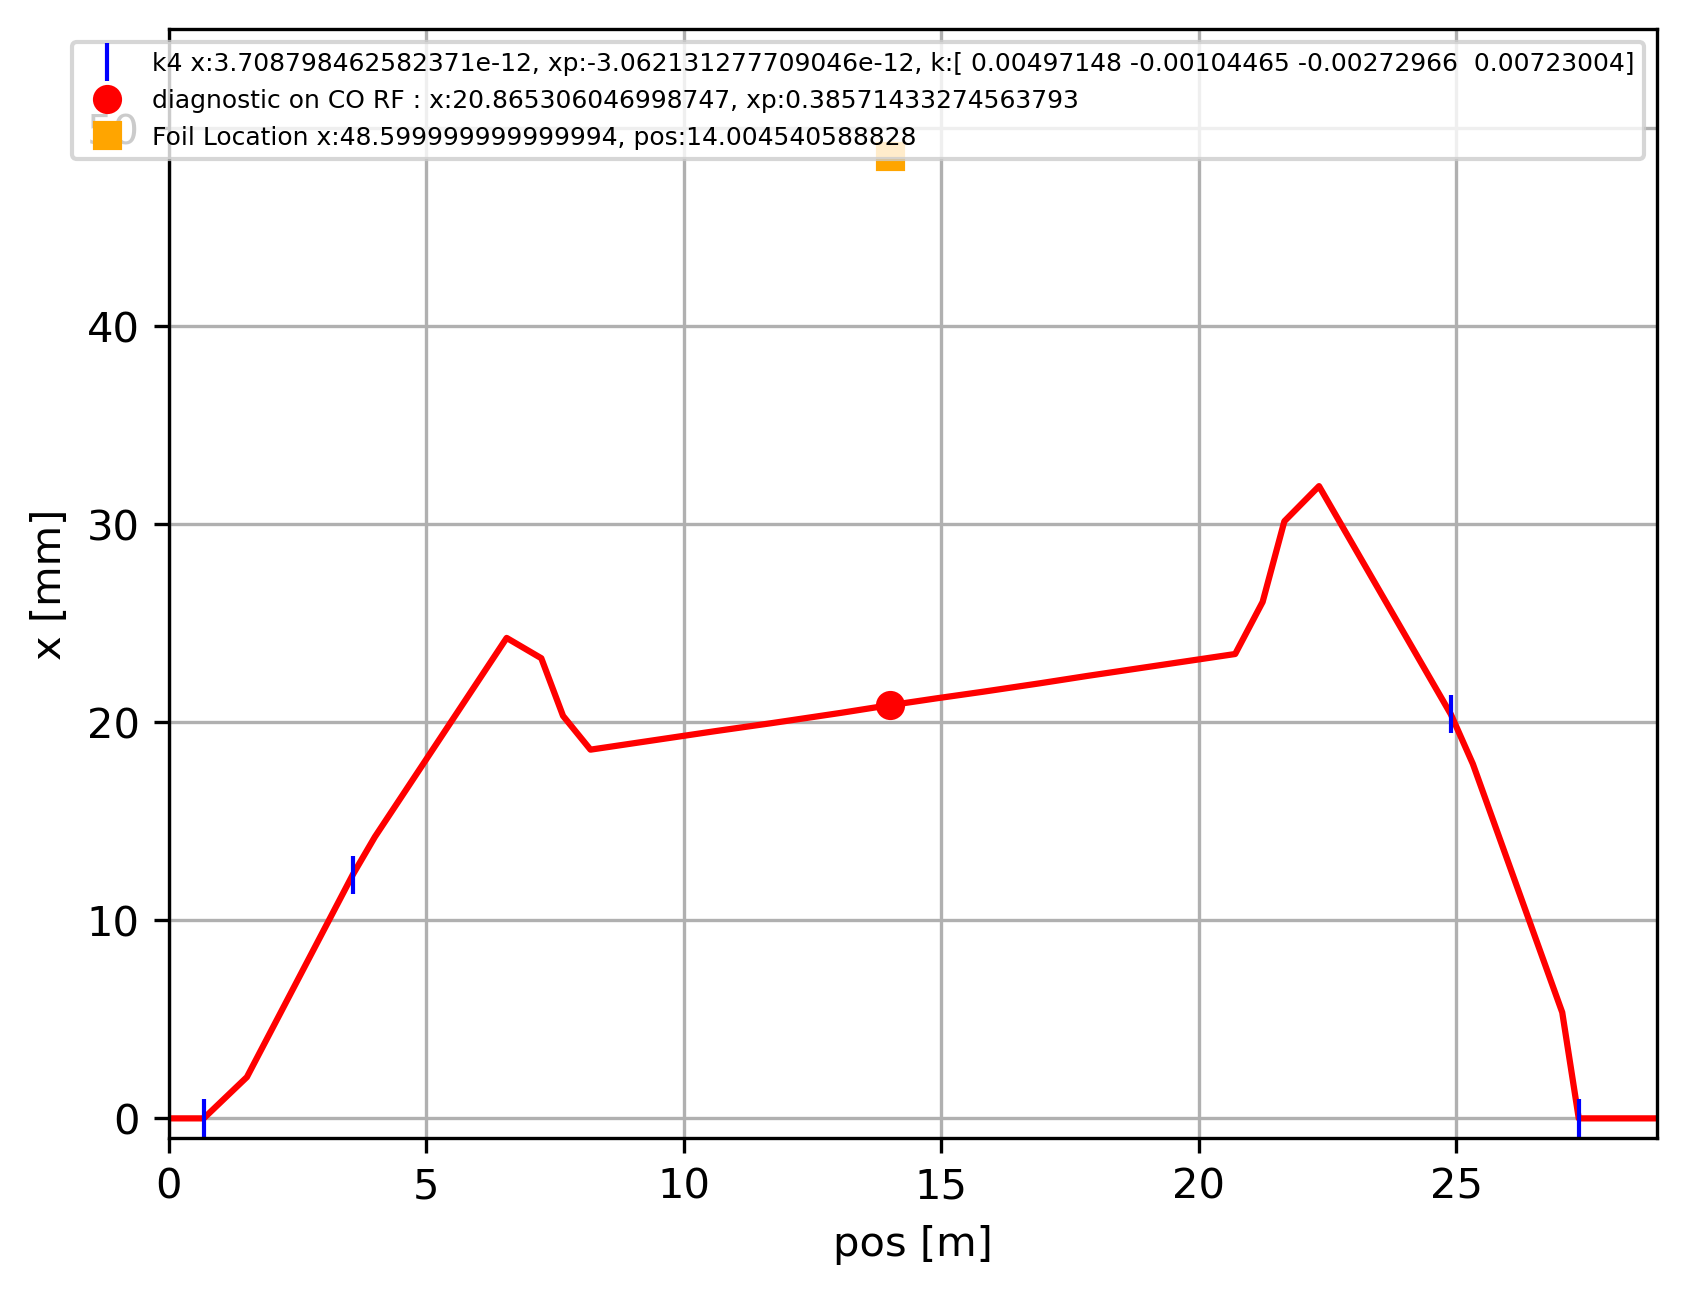 k4 x:3.708798462582371e-12, xp:-3.062131277709046e-12, k:[ 0.00497148 -0.00104465 -0.00272966  0.00723004]
diagnostic on CO RF : x:20.865306046998747, xp:0.38571433274563793
Foil Location x:48.599999999999994, pos:14.004540588828
50
40
30
20
10
0
x [mm]
0 5 10 15 20 25
pos [m]